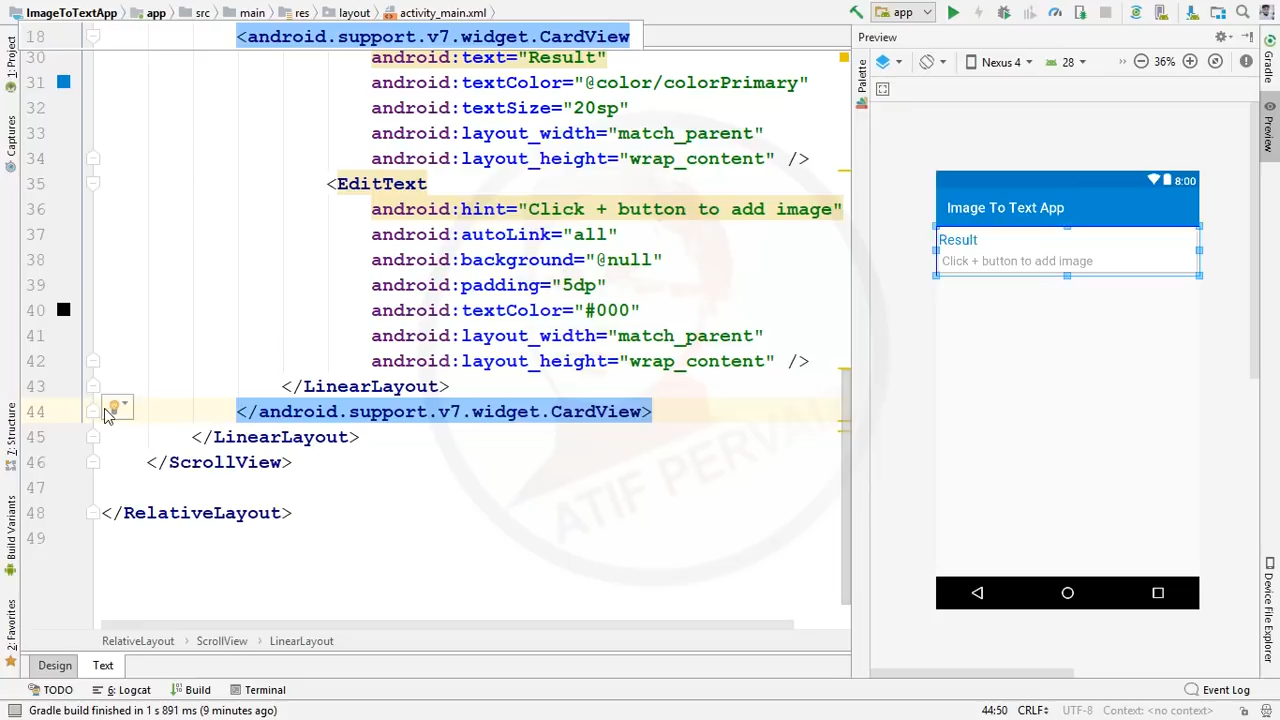 ImageToTextApp app src main res layout activity_main.xml app
18 <android.support.v7.widget.CardView
30 android:text="Result"
31 android:textColor="@color/colorPrimary"
32 android:textSize="20sp"
33 android:layout_width="match_parent"
34 android:layout_height="wrap_content" />
35 <EditText
36 android:hint="Click + button to add image"
37 android:autoLink="all"
38 android:background="@null"
39 android:padding="5dp"
40 android:textColor="#000"
41 android:layout_width="match_parent"
42 android:layout_height="wrap_content" />
43 </LinearLayout>
44 </android.support.v7.widget.CardView>
45 </LinearLayout>
46 </ScrollView>
47
48 </RelativeLayout>
49
RelativeLayout ScrollView LinearLayout
Design Text
TODO 6: Logcat Build Terminal Event Log
Gradle build finished in 1 s 891 ms (9 minutes ago) 44:50 CRLF UTF-8 Context: <no context>
1: Project
Captures
7: Structure
Build Variants
2: Favorites
Preview
Palette
Nexus 4 28 36%
8:00
Image To Text App
Result
Click + button to add image
Gradle
Preview
Device File Explorer
ATIF PERVAI